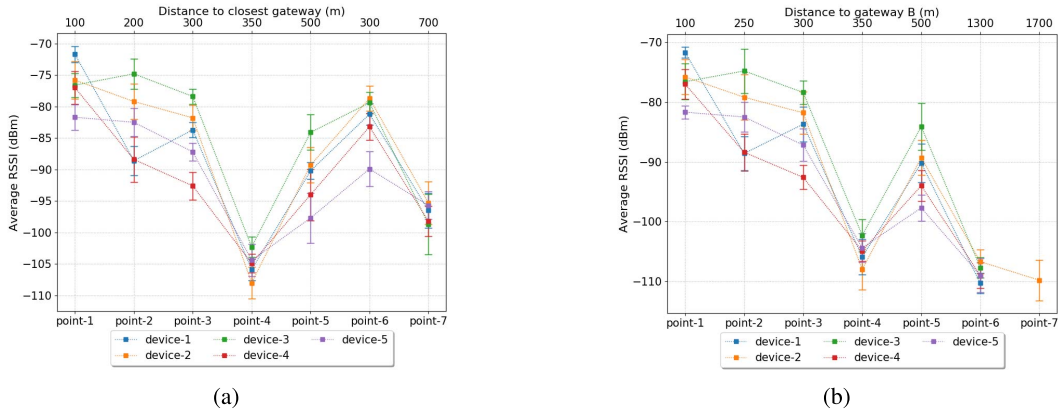 Distance to closest gateway (m)
100 250 300 350 500 300 700
−70
−75
−80
−85
−90
−95
−100
−105
−110
Average RSSI (dBm)
point-1 point-2 point-3 point-4 point-5 point-6 point-7
device-1 device-3 device-5
device-2 device-4
(a)
Distance to gateway B (m)
100 250 300 350 500 1300 1700
−70
−80
−90
−100
−110
Average RSSI (dBm)
point-1 point-2 point-3 point-4 point-5 point-6 point-7
device-1 device-3 device-5
device-2 device-4
(b)